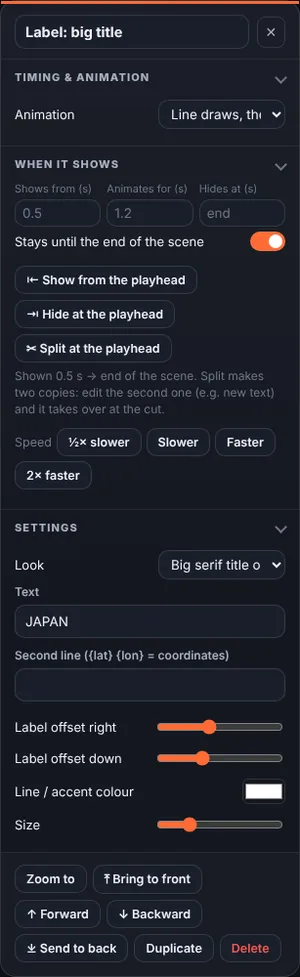 Label: big title ✕
TIMING & ANIMATION
Animation Line draws, the
WHEN IT SHOWS
Shows from (s) Animates for (s) Hides at (s)
0.5 1.2 end
Stays until the end of the scene
⇤ Show from the playhead
⇥ Hide at the playhead
✂ Split at the playhead
Shown 0.5 s → end of the scene. Split makes
two copies: edit the second one (e.g. new text)
and it takes over at the cut.
Speed ½× slower Slower Faster
2× faster
SETTINGS
Look Big serif title o
Text
JAPAN
Second line ({lat} {lon} = coordinates)
Label offset right
Label offset down
Line / accent colour
Size
Zoom to ⤒ Bring to front
↑ Forward ↓ Backward
⤓ Send to back Duplicate Delete